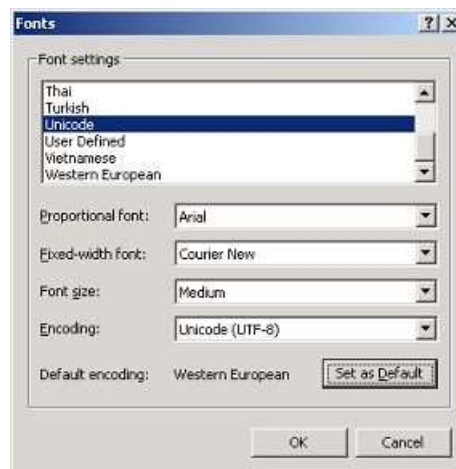 Fonts
Font settings
Thai
Turkish
Unicode
User Defined
Vietnamese
Western European
Proportional font: Arial
Fixed-width font: Courier New
Font size: Medium
Encoding: Unicode (UTF-8)
Default encoding: Western European Set as Default
OK Cancel